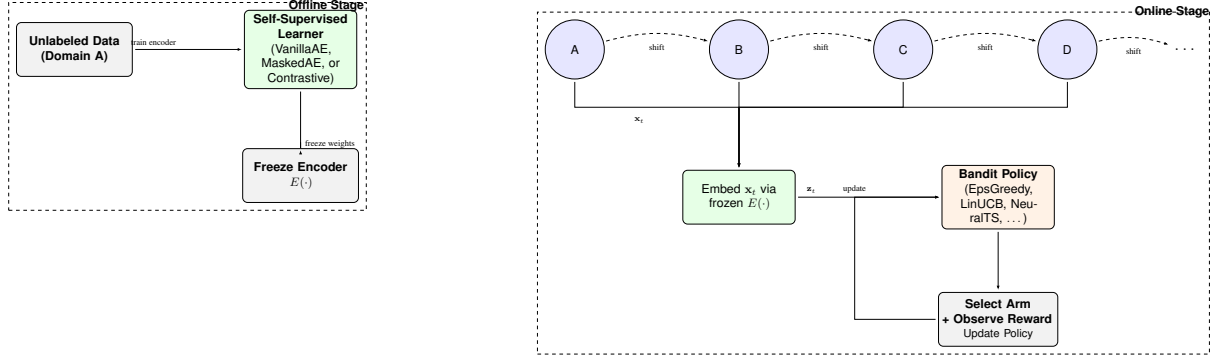 Offline Stage
Unlabeled Data
(Domain A)
train encoder
Self-Supervised
Learner
(VanillaAE,
MaskedAE, or
Contrastive)
freeze weights
Freeze Encoder
E(·)
Online Stage
A
shift
B
shift
C
shift
D
shift
· · ·
x_t
Embed x_t via
frozen E(·)
z_t
update
Bandit Policy
(EpsGreedy,
LinUCB, Neu-
ralTS, . . . )
Select Arm
+ Observe Reward
Update Policy